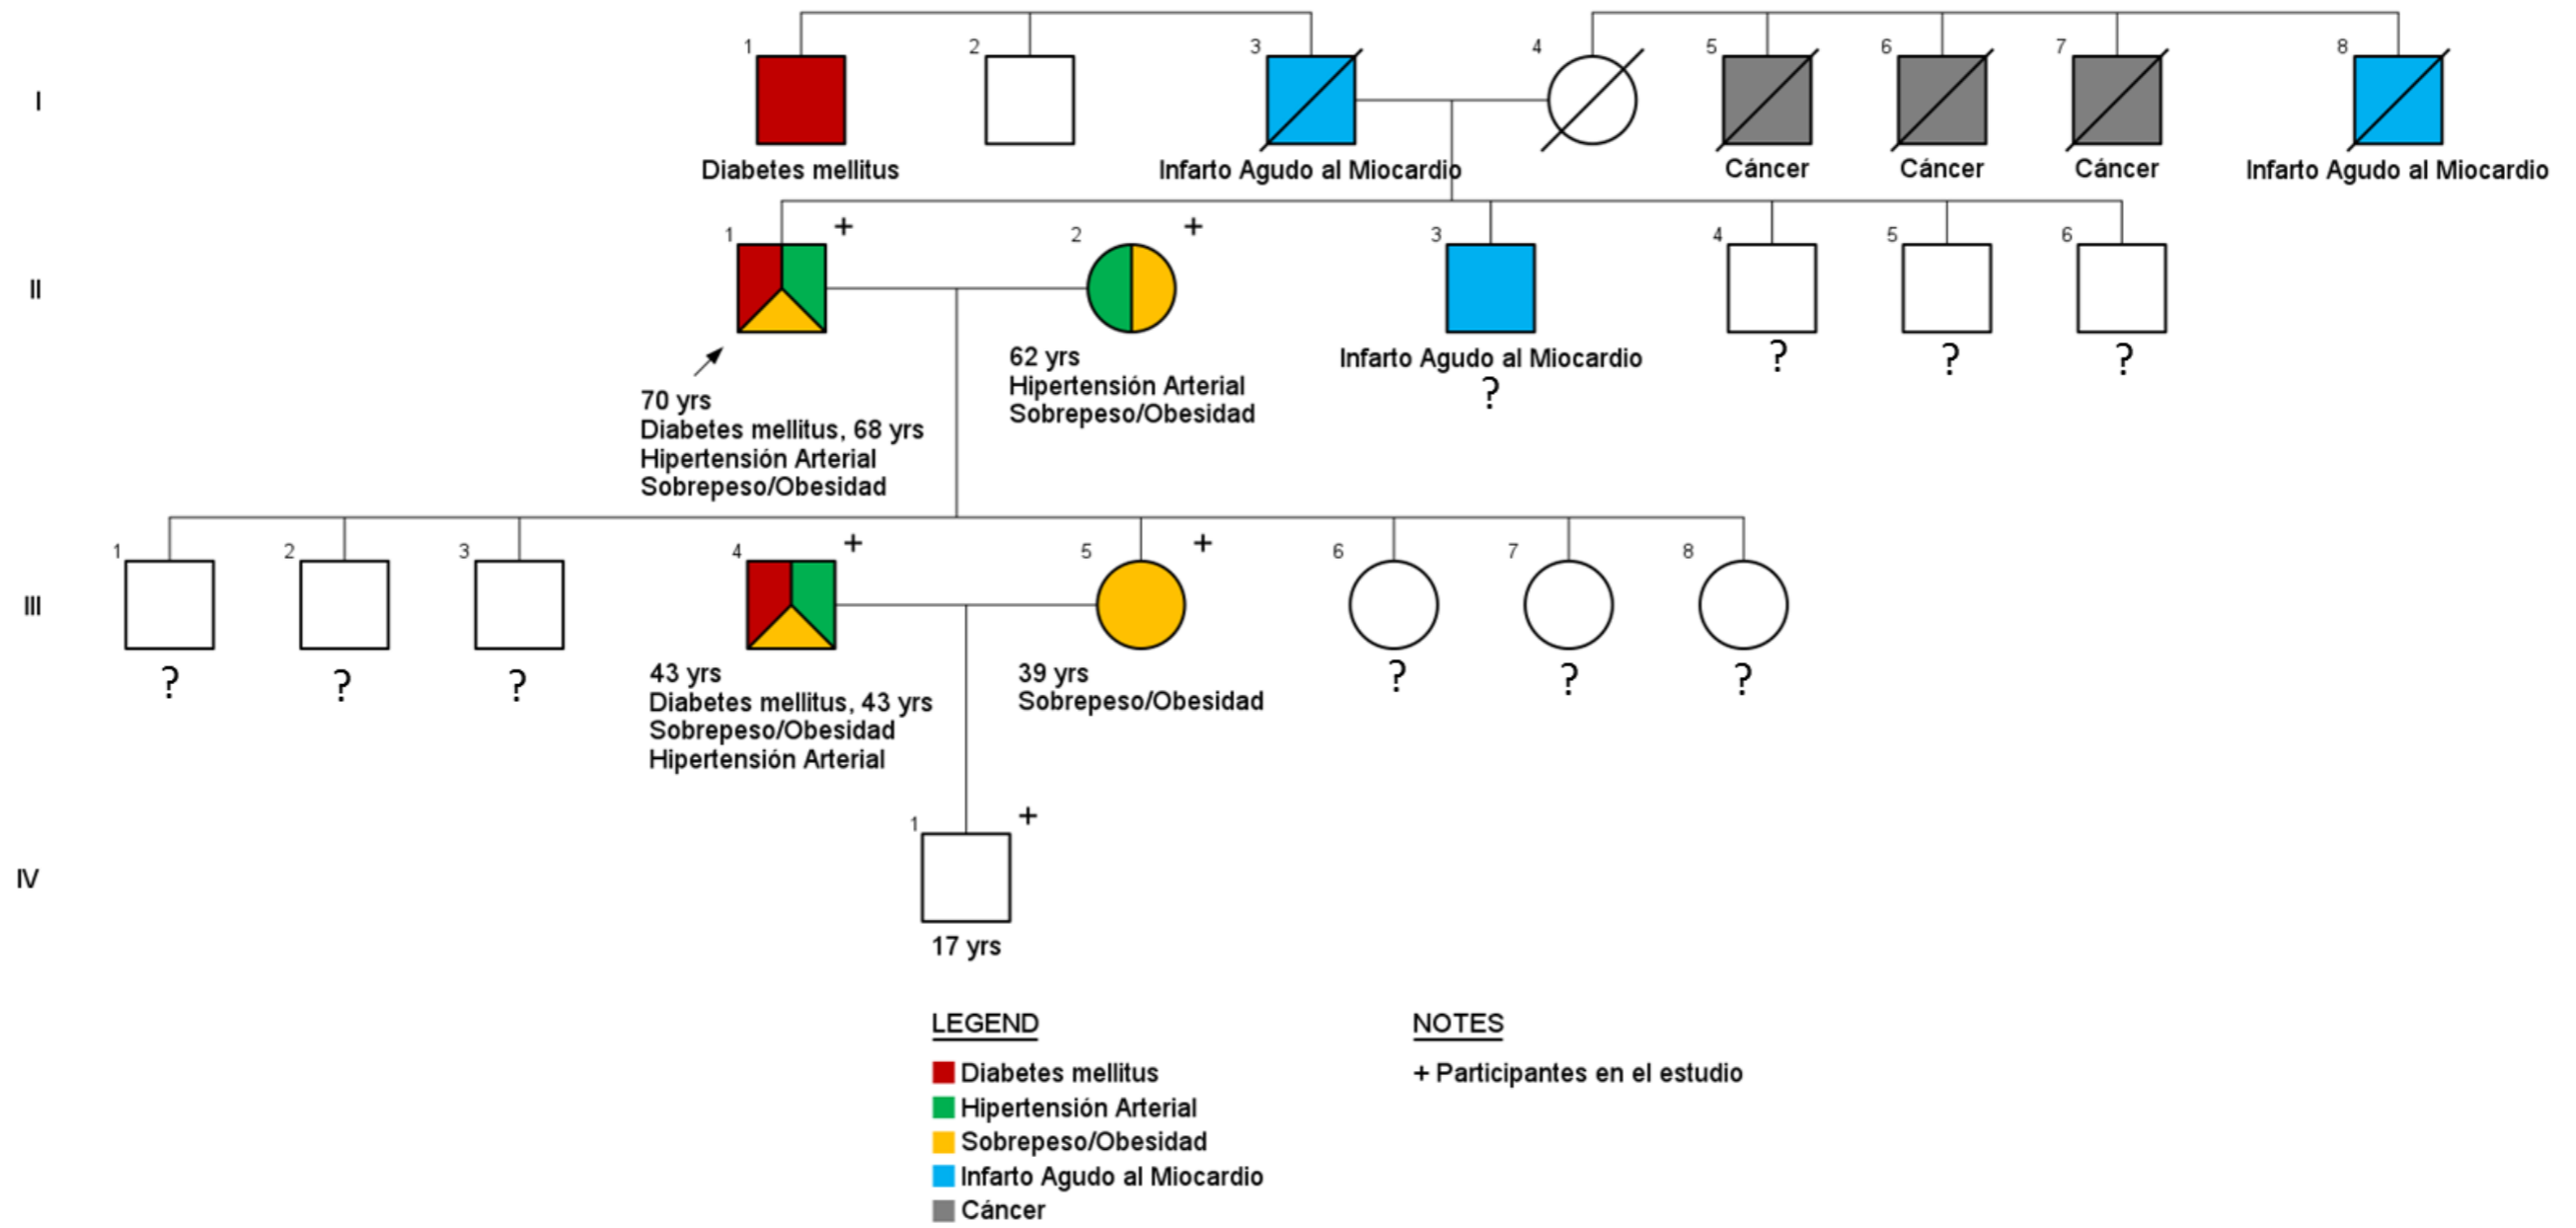 1 2 3 4 5 6 7 8
I
Diabetes mellitus Infarto Agudo al Miocardio Cáncer Cáncer Cáncer Infarto Agudo al Miocardio
1 + 2 + 3 4 5 6
II
62 yrs Infarto Agudo al Miocardio ? ? ?
Hipertensión Arterial ?
Sobrepeso/Obesidad
70 yrs
Diabetes mellitus, 68 yrs
Hipertensión Arterial
Sobrepeso/Obesidad
1 2 3 4 + 5 + 6 7 8
III
? ? ? 43 yrs 39 yrs ? ? ?
Diabetes mellitus, 43 yrs Sobrepeso/Obesidad
Sobrepeso/Obesidad
Hipertensión Arterial
1 +
IV
17 yrs
LEGEND
Diabetes mellitus
Hipertensión Arterial
Sobrepeso/Obesidad
Infarto Agudo al Miocardio
Cáncer
NOTES
+ Participantes en el estudio